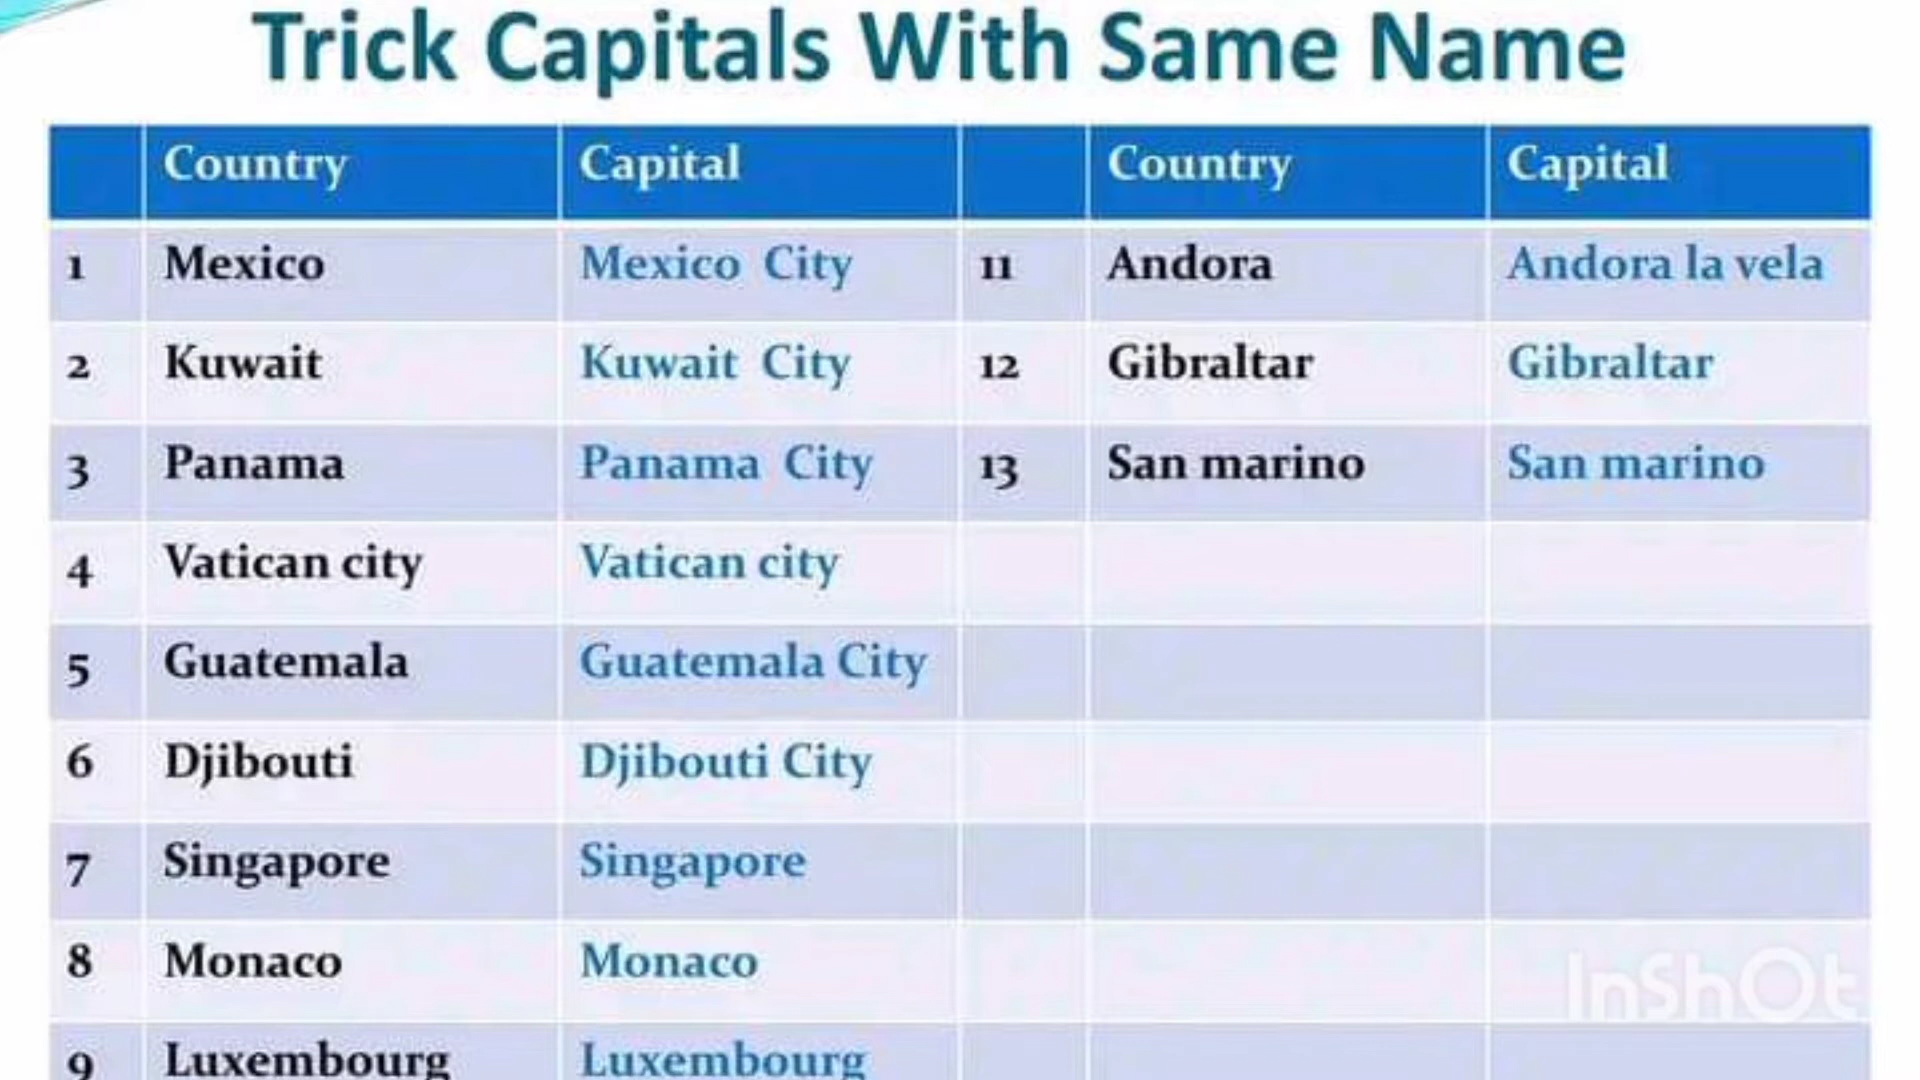 Trick Capitals With Same Name
Country Capital Country Capital
1 Mexico Mexico City 11 Andora Andora la vela
2 Kuwait Kuwait City 12 Gibraltar Gibraltar
3 Panama Panama City 13 San marino San marino
4 Vatican city Vatican city
5 Guatemala Guatemala City
6 Djibouti Djibouti City
7 Singapore Singapore
8 Monaco Monaco
InShOt
9 Luxembourg Luxembourg